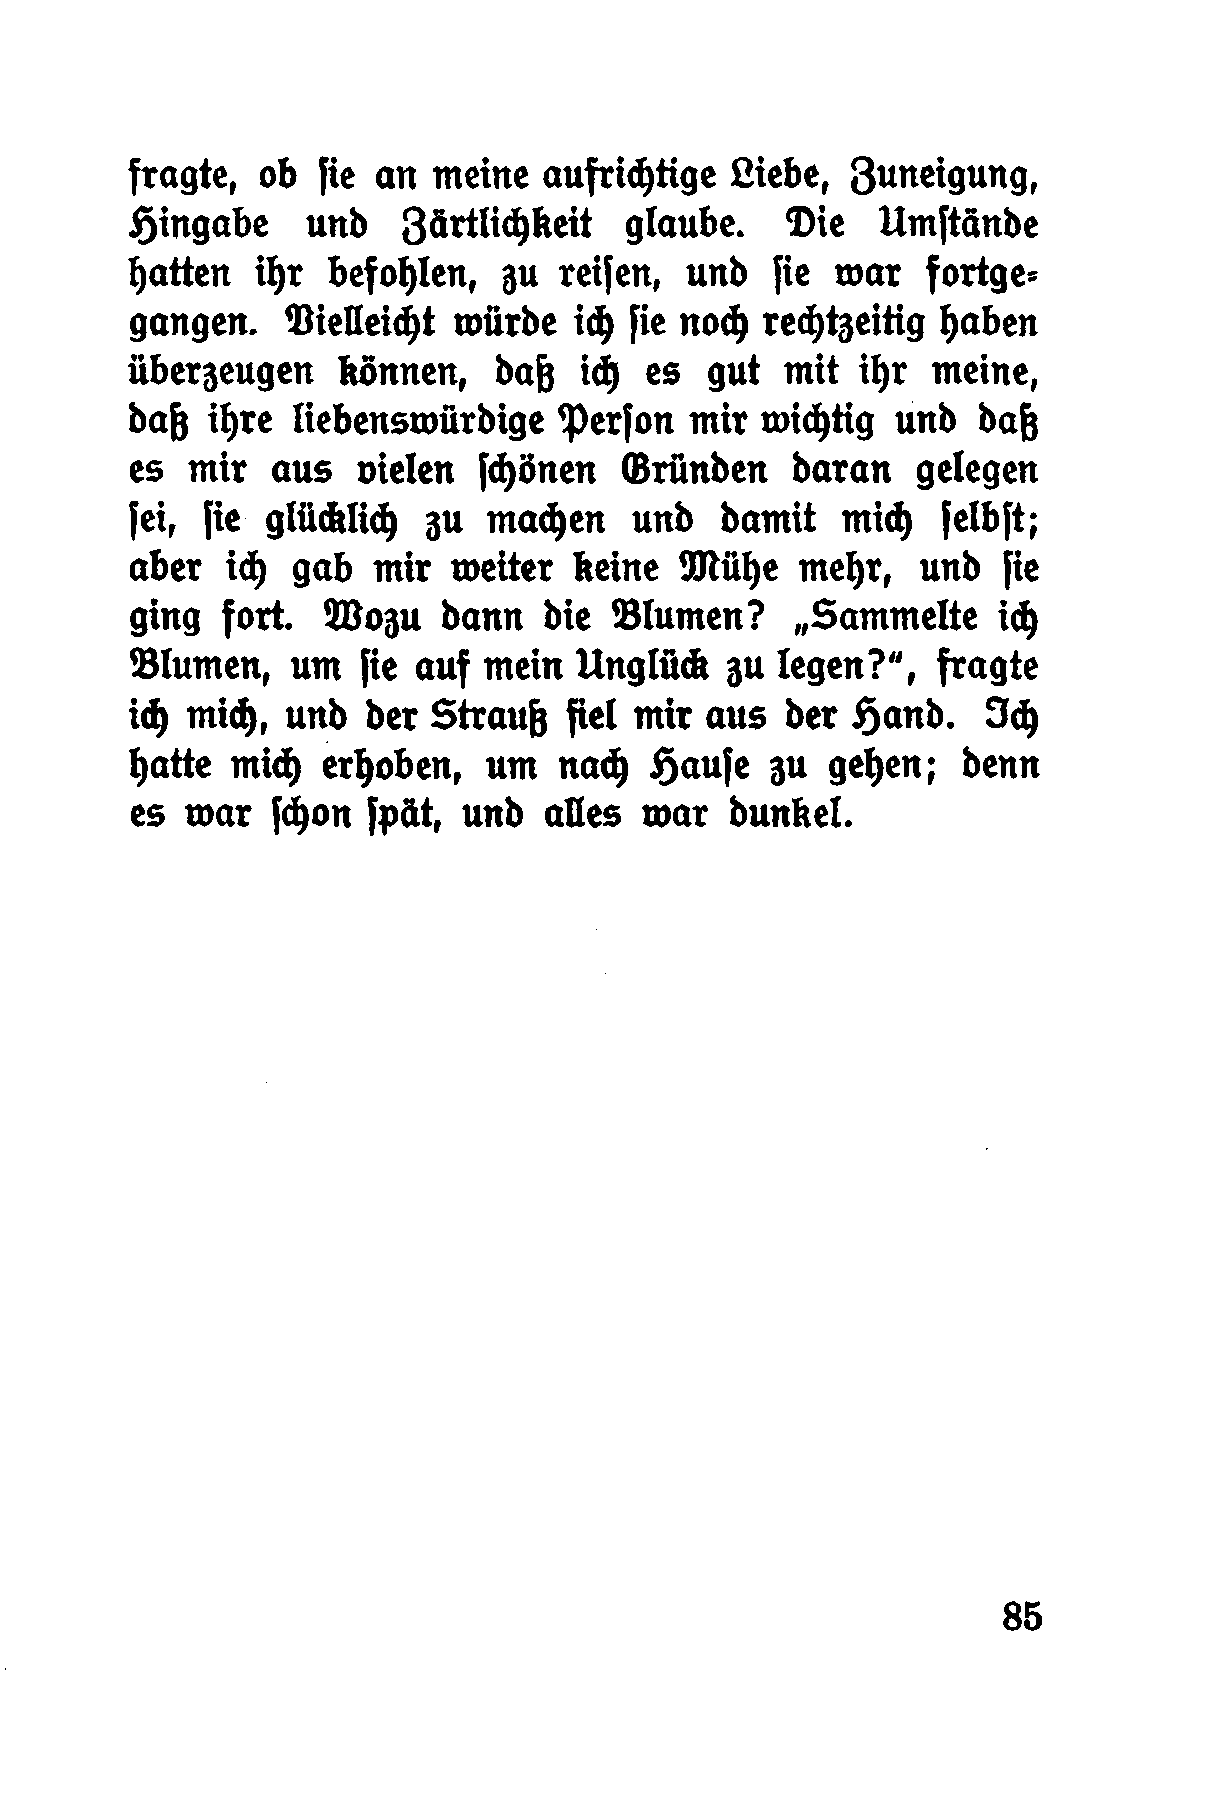 fragte, ob ſie an meine aufrichtige Liebe, Zuneigung,
Hingabe und Zärtlichkeit glaube. Die Umſtände
hatten ihr befohlen, zu reiſen, und ſie war fortge-
gangen. Vielleicht würde ich ſie noch rechtzeitig haben
überzeugen können, daß ich es gut mit ihr meine,
daß ihre liebenswürdige Perſon mir wichtig und daß
es mir aus vielen ſchönen Gründen daran gelegen
ſei, ſie glücklich zu machen und damit mich ſelbſt;
aber ich gab mir weiter keine Mühe mehr, und ſie
ging fort. Wozu dann die Blumen? „Sammelte ich
Blumen, um ſie auf mein Unglück zu legen?“, fragte
ich mich, und der Strauß fiel mir aus der Hand. Ich
hatte mich erhoben, um nach Hauſe zu gehen; denn
es war ſchon ſpät, und alles war dunkel.
85